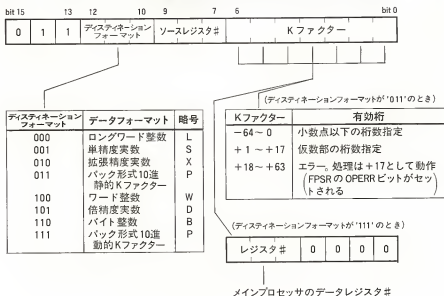 bit 15 13 12 10 9 7 6 bit 0
0 1 1 ディスティネーションフォーマット ソースレジスタ♯ Kファクター
(ディスティネーションフォーマットが'011'のとき)
ディスティネーションフォーマット データフォーマット 略号
000 ロングワード整数 L
001 単精度実数 S
010 拡張精度実数 X
011 パック形式10進 静的Kファクター P
100 ワード整数 W
101 倍精度実数 D
110 バイト整数 B
111 パック形式10進 動的Kファクター P
Kファクター 有効桁
−64~0 小数点以下の桁数指定
+1~+17 仮数部の桁数指定
+18~+63 エラー。処理は+17として動作
(FPSRのOPERRビットがセットされる)
(ディスティネーションフォーマットが'111'のとき)
レジスタ♯ 0 0 0 0
メインプロセッサのデータレジスタ♯